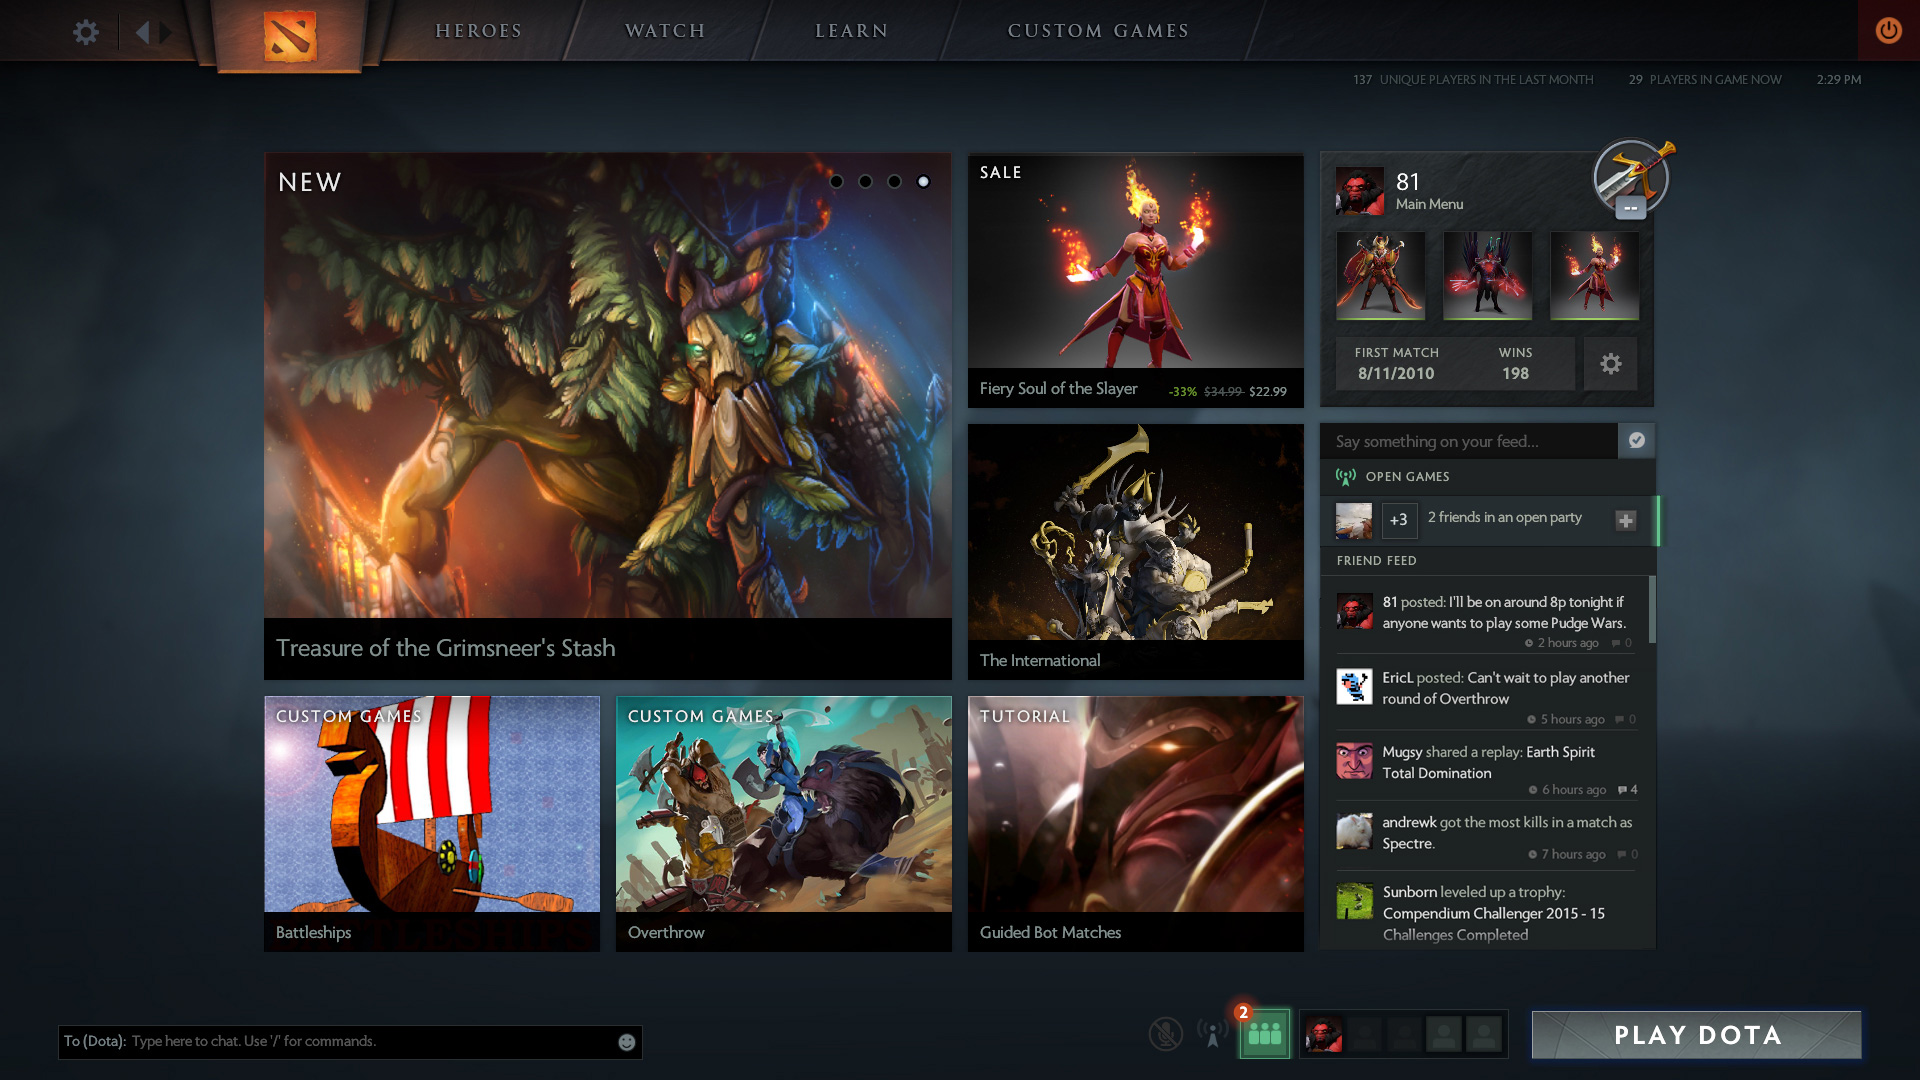 HEROES
WATCH
LEARN
CUSTOM GAMES
137 UNIQUE PLAYERS IN THE LAST MONTH
29 PLAYERS IN GAME NOW
2:29 PM
NEW
Treasure of the Grimsneer's Stash
SALE
Fiery Soul of the Slayer
-33% $34.99 $22.99
The International
CUSTOM GAMES
Battleships
BATTLESHIPS
CUSTOM GAMES
Overthrow
TUTORIAL
Guided Bot Matches
81
Main Menu
--
FIRST MATCH
8/11/2010
WINS
198
Say something on your feed...
OPEN GAMES
+3
2 friends in an open party
FRIEND FEED
81 posted: I'll be on around 8p tonight if
anyone wants to play some Pudge Wars.
2 hours ago 0
EricL posted: Can't wait to play another
round of Overthrow
5 hours ago 0
Mugsy shared a replay: Earth Spirit
Total Domination
6 hours ago 4
andrewk got the most kills in a match as
Spectre.
7 hours ago 0
Sunborn leveled up a trophy:
Compendium Challenger 2015 - 15
Challenges Completed
To (Dota): Type here to chat. Use '/' for commands.
2
PLAY DOTA